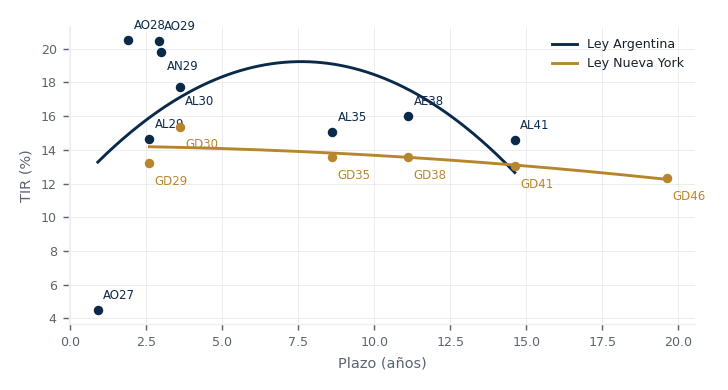 AO28
AO29
Ley Argentina
Ley Nueva York
AN29
AL30
AE38
AL29
AL35
AL41
GD30
GD29
GD35
GD38
GD41
GD46
AO27
TIR (%)
20
18
16
14
12
10
8
6
4
0.0
2.5
5.0
7.5
10.0
12.5
15.0
17.5
20.0
Plazo (años)